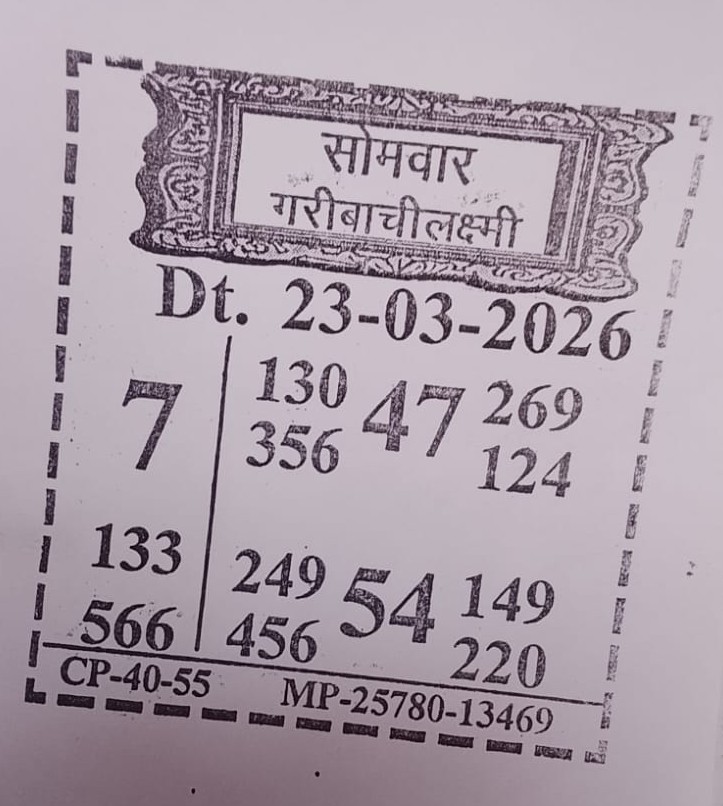 सोमवार
गरीबाचीलक्ष्मी
Dt. 23-03-2026
7 130 47 269
356 124
133 249 54 149
566 456 220
CP-40-55 MP-25780-13469